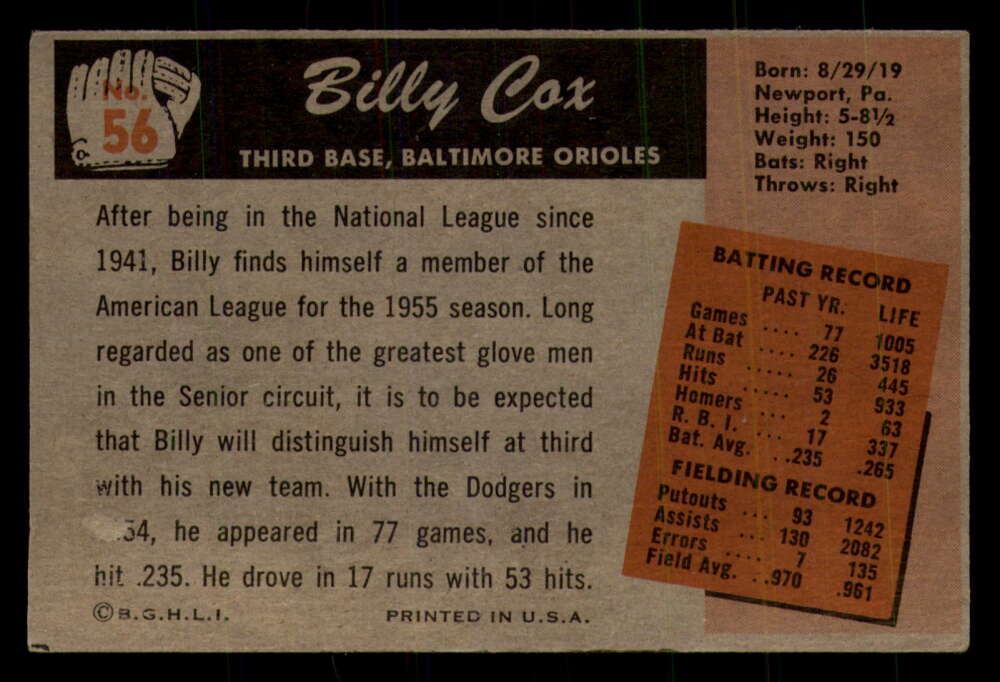 No.
56
Billy Cox
THIRD BASE, BALTIMORE ORIOLES
Born: 8/29/19
Newport, Pa.
Height: 5-8½
Weight: 150
Bats: Right
Throws: Right
After being in the National League since
1941, Billy finds himself a member of the
American League for the 1955 season. Long
regarded as one of the greatest glove men
in the Senior circuit, it is to be expected
that Billy will distinguish himself at third
with his new team. With the Dodgers in
54, he appeared in 77 games, and he
hit .235. He drove in 17 runs with 53 hits.
©B.G.H.L.I. PRINTED IN U.S.A.
BATTING RECORD
PAST YR. LIFE
Games .... 77 1005
At Bat .... 226 3518
Runs ..... 26 445
Hits ..... 53 933
Homers ... 2 63
R. B. I. ... 17 337
Bat. Avg. ..235 .265
FIELDING RECORD
Putouts ... 93 1242
Assists ... 130 2082
Errors .... 7 135
Field Avg. ..970 .961